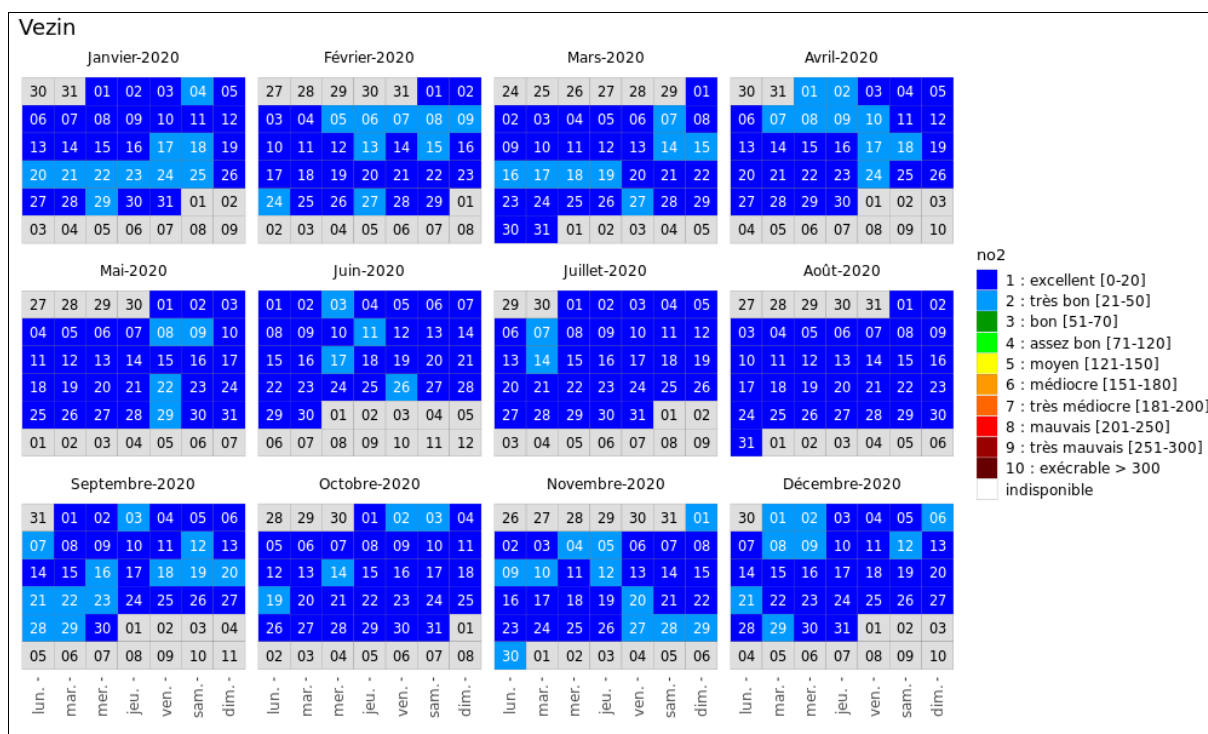 Vezin
Janvier-2020 Février-2020 Mars-2020 Avril-2020
30 31 01 02 03 04 05 27 28 29 30 31 01 02 24 25 26 27 28 29 01 30 31 01 02 03 04 05
06 07 08 09 10 11 12 03 04 05 06 07 08 09 02 03 04 05 06 07 08 06 07 08 09 10 11 12
13 14 15 16 17 18 19 10 11 12 13 14 15 16 09 10 11 12 13 14 15 13 14 15 16 17 18 19
20 21 22 23 24 25 26 17 18 19 20 21 22 23 16 17 18 19 20 21 22 20 21 22 23 24 25 26
27 28 29 30 31 01 02 24 25 26 27 28 29 01 23 24 25 26 27 28 29 27 28 29 30 01 02 03
03 04 05 06 07 08 09 02 03 04 05 06 07 08 30 31 01 02 03 04 05 04 05 06 07 08 09 10
Mai-2020 Juin-2020 Juillet-2020 Août-2020
27 28 29 30 01 02 03 01 02 03 04 05 06 07 29 30 01 02 03 04 05 27 28 29 30 31 01 02
04 05 06 07 08 09 10 08 09 10 11 12 13 14 06 07 08 09 10 11 12 03 04 05 06 07 08 09
11 12 13 14 15 16 17 15 16 17 18 19 20 21 13 14 15 16 17 18 19 10 11 12 13 14 15 16
18 19 20 21 22 23 24 22 23 24 25 26 27 28 20 21 22 23 24 25 26 17 18 19 20 21 22 23
25 26 27 28 29 30 31 29 30 01 02 03 04 05 27 28 29 30 31 01 02 24 25 26 27 28 29 30
01 02 03 04 05 06 07 06 07 08 09 10 11 12 03 04 05 06 07 08 09 31 01 02 03 04 05 06
Septembre-2020 Octobre-2020 Novembre-2020 Décembre-2020
31 01 02 03 04 05 06 28 29 30 01 02 03 04 26 27 28 29 30 31 01 30 01 02 03 04 05 06
07 08 09 10 11 12 13 05 06 07 08 09 10 11 02 03 04 05 06 07 08 07 08 09 10 11 12 13
14 15 16 17 18 19 20 12 13 14 15 16 17 18 09 10 11 12 13 14 15 14 15 16 17 18 19 20
21 22 23 24 25 26 27 19 20 21 22 23 24 25 16 17 18 19 20 21 22 21 22 23 24 25 26 27
28 29 30 01 02 03 04 26 27 28 29 30 31 01 23 24 25 26 27 28 29 28 29 30 31 01 02 03
05 06 07 08 09 10 11 02 03 04 05 06 07 08 30 01 02 03 04 05 06 04 05 06 07 08 09 10
lun. - mar. - mer. - jeu. - ven. - sam. - dim. - lun. - mar. - mer. - jeu. - ven. - sam. - dim. - lun. - mar. - mer. - jeu. - ven. - sam. - dim. - lun. - mar. - mer. - jeu. - ven. - sam. - dim. -
no2
1 : excellent [0-20]
2 : très bon [21-50]
3 : bon [51-70]
4 : assez bon [71-120]
5 : moyen [121-150]
6 : médiocre [151-180]
7 : très médiocre [181-200]
8 : mauvais [201-250]
9 : très mauvais [251-300]
10 : exécrable > 300
indisponible